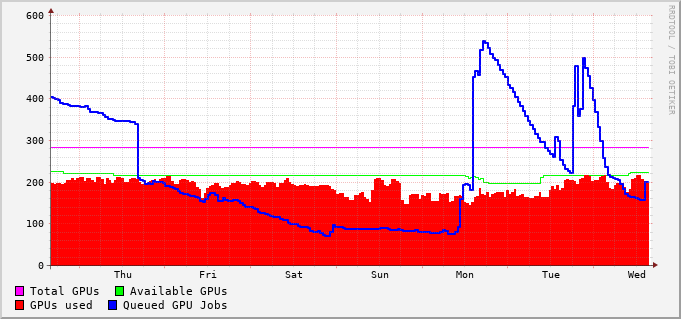 600
500
400
300
200
100
0
Thu Fri Sat Sun Mon Tue Wed
Total GPUs Available GPUs
GPUs used Queued GPU Jobs
RRDTOOL / TOBI OETIKER